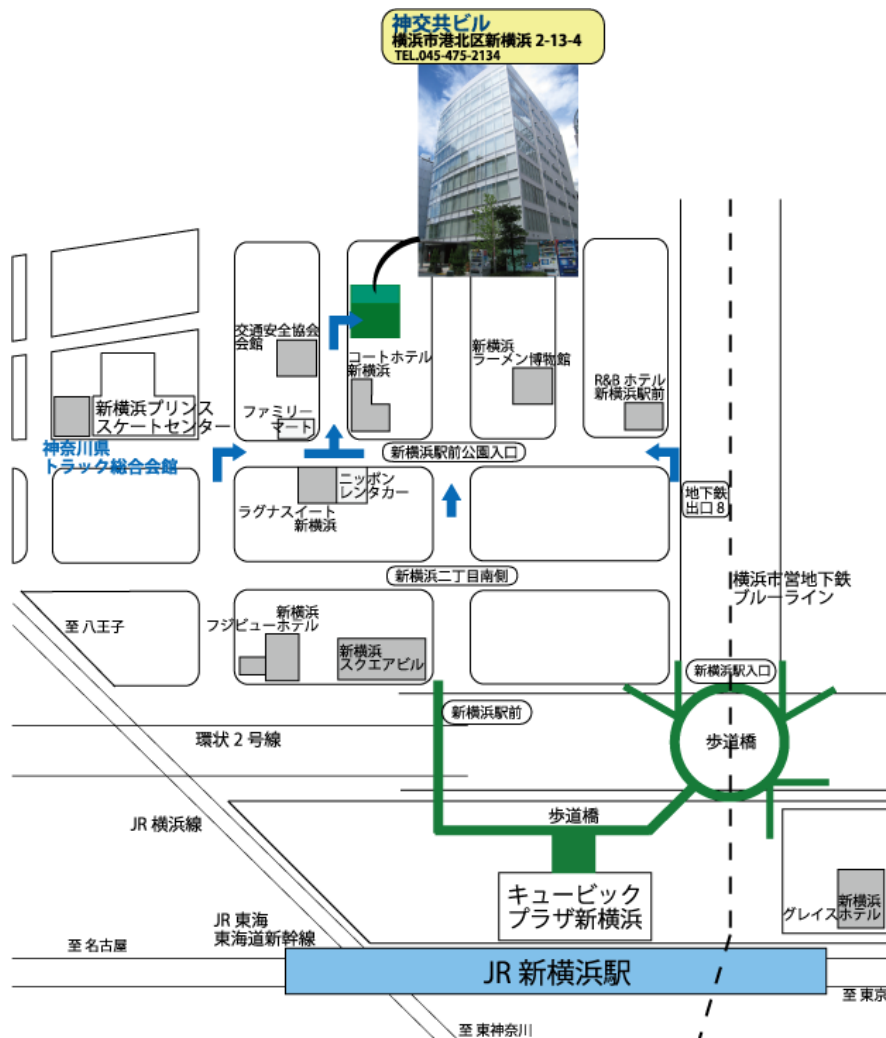 神交共ビル
横浜市港北区新横浜 2-13-4
TEL.045-475-2134
交通安全協会
会館
コートホテル
新横浜
新横浜
ラーメン博物館
R&B ホテル
新横浜駅前
新横浜プリンス
スケートセンター
ファミリー
マート
神奈川県
トラック総合会館
新横浜駅前公園入口
ニッポン
レンタカー
ラグナスイート
新横浜
地下鉄
出口 8
新横浜二丁目南側
横浜市営地下鉄
ブルーライン
至 八王子
新横浜
フジビューホテル
新横浜
スクエアビル
新横浜駅入口
新横浜駅前
環状 2 号線
歩道橋
JR 横浜線
歩道橋
キュービック
プラザ新横浜
新横浜
グレイスホテル
JR 東海
東海道新幹線
至 名古屋
JR 新横浜駅
至 東京
至 東神奈川